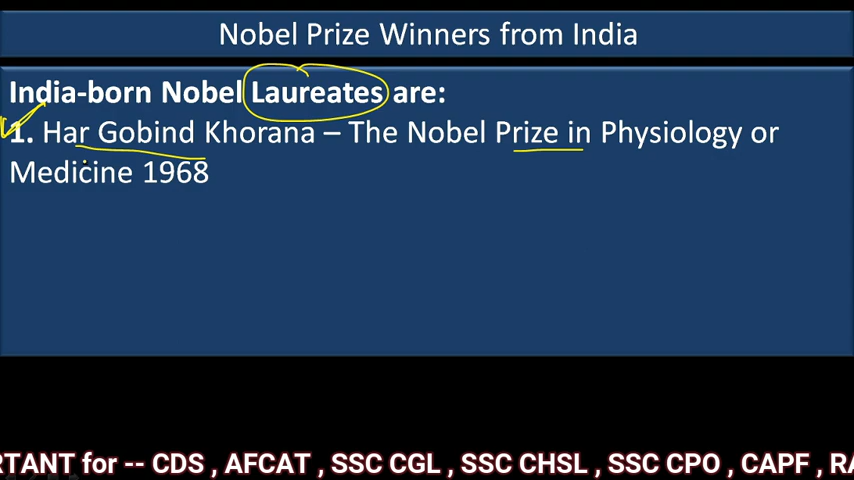 Nobel Prize Winners from India
India-born Nobel Laureates are:
1. Har Gobind Khorana – The Nobel Prize in Physiology or
Medicine 1968
RTANT for -- CDS , AFCAT , SSC CGL , SSC CHSL , SSC CPO , CAPF , RA